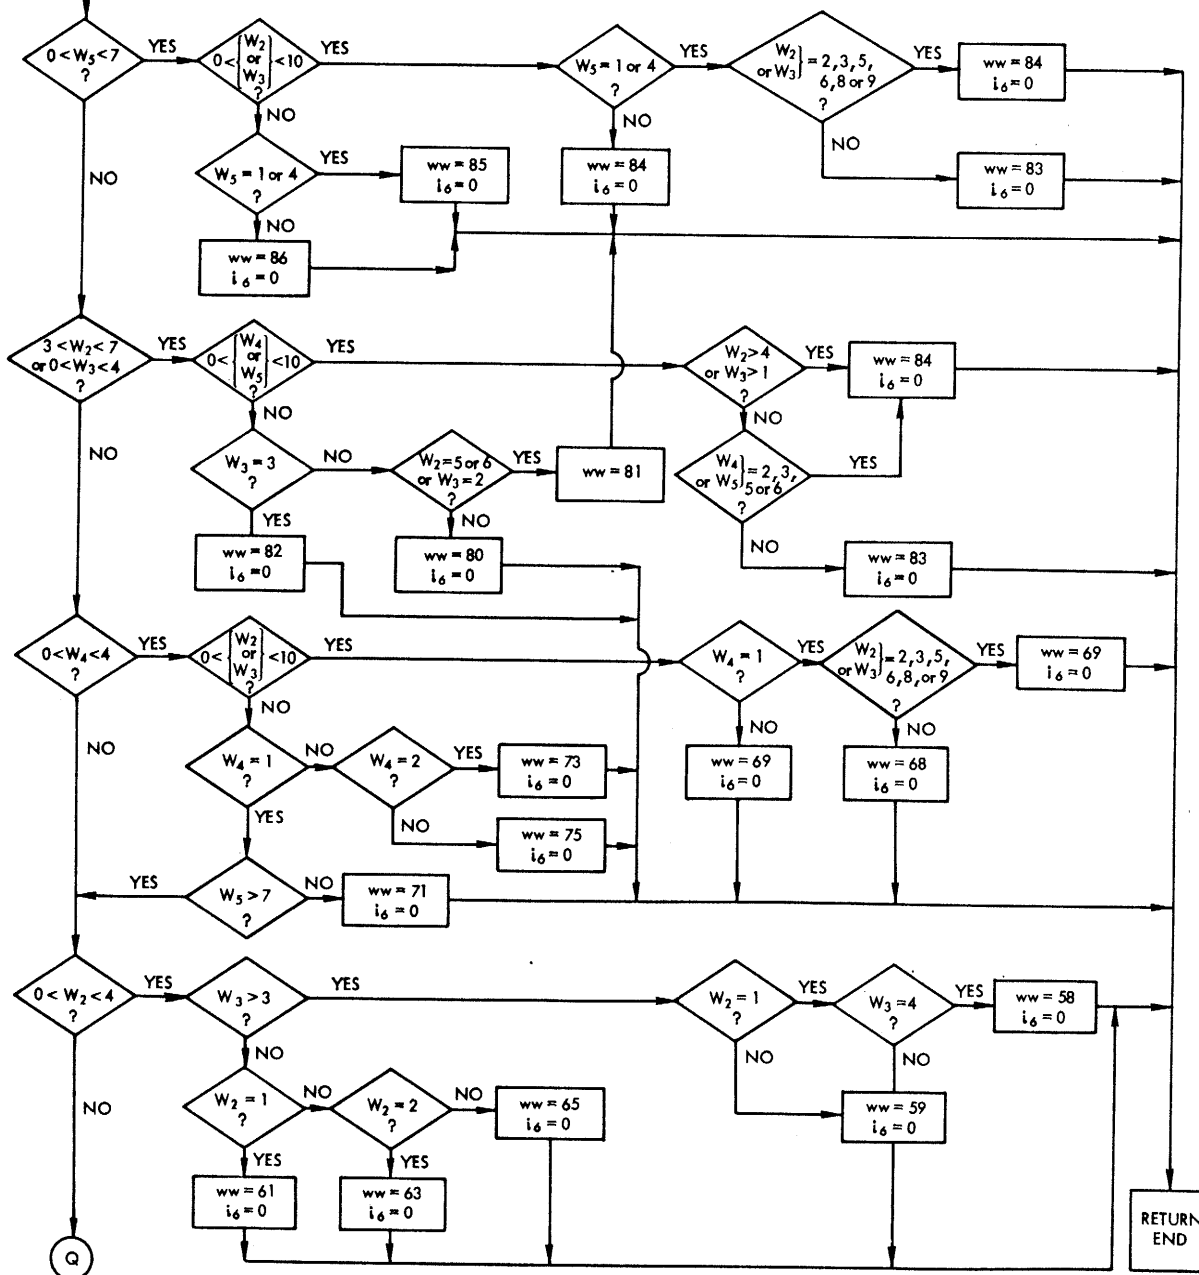 0 < W5 < 7
?
YES
0 < { W2
or
W3 } < 10
?
YES
W5 = 1 or 4
?
YES
W2
or W3 } = 2, 3, 5,
6, 8 or 9
?
YES
ww = 84
i6 = 0
NO
NO
NO
NO
W5 = 1 or 4
?
YES
ww = 85
i6 = 0
ww = 84
i6 = 0
ww = 83
i6 = 0
NO
ww = 86
i6 = 0
3 < W2 < 7
or 0 < W3 < 4
?
YES
0 < { W4
or
W5 } < 10
?
YES
W2 > 4
or W3 > 1
?
YES
ww = 84
i6 = 0
NO
NO
NO
W3 = 3
?
NO
W2 = 5 or 6
or W3 = 2
?
YES
ww = 81
W4
or W5 } = 2, 3,
5 or 6
?
YES
YES
NO
NO
ww = 82
i6 = 0
ww = 80
i6 = 0
ww = 83
i6 = 0
0 < W4 < 4
?
YES
0 < { W2
or
W3 } < 10
?
YES
W4 = 1
?
YES
W2
or W3 } = 2, 3, 5,
6, 8, or 9
?
YES
ww = 69
i6 = 0
NO
NO
NO
NO
W4 = 1
?
NO
W4 = 2
?
YES
ww = 73
i6 = 0
ww = 69
i6 = 0
ww = 68
i6 = 0
YES
NO
ww = 75
i6 = 0
YES
W5 > 7
?
NO
ww = 71
i6 = 0
0 < W2 < 4
?
YES
W3 > 3
?
YES
W2 = 1
?
YES
W3 = 4
?
YES
ww = 58
i6 = 0
NO
NO
NO
NO
W2 = 1
?
NO
W2 = 2
?
NO
ww = 65
i6 = 0
ww = 59
i6 = 0
YES
YES
ww = 61
i6 = 0
ww = 63
i6 = 0
Q
RETURN
END